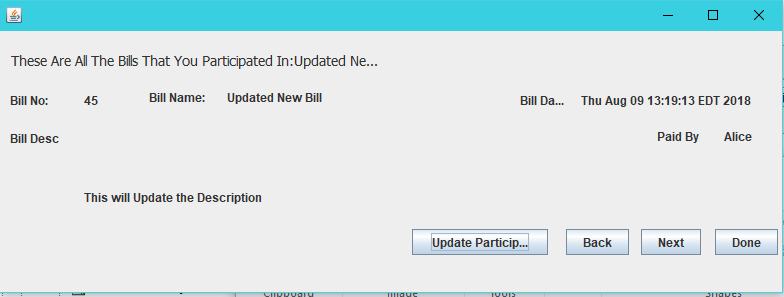 These Are All The Bills That You Participated In:Updated Ne...
Bill No: 45 Bill Name: Updated New Bill Bill Da... Thu Aug 09 13:19:13 EDT 2018
Bill Desc Paid By Alice
This will Update the Description
Update Particip... Back Next Done
Clipboard Image Tools Shapes